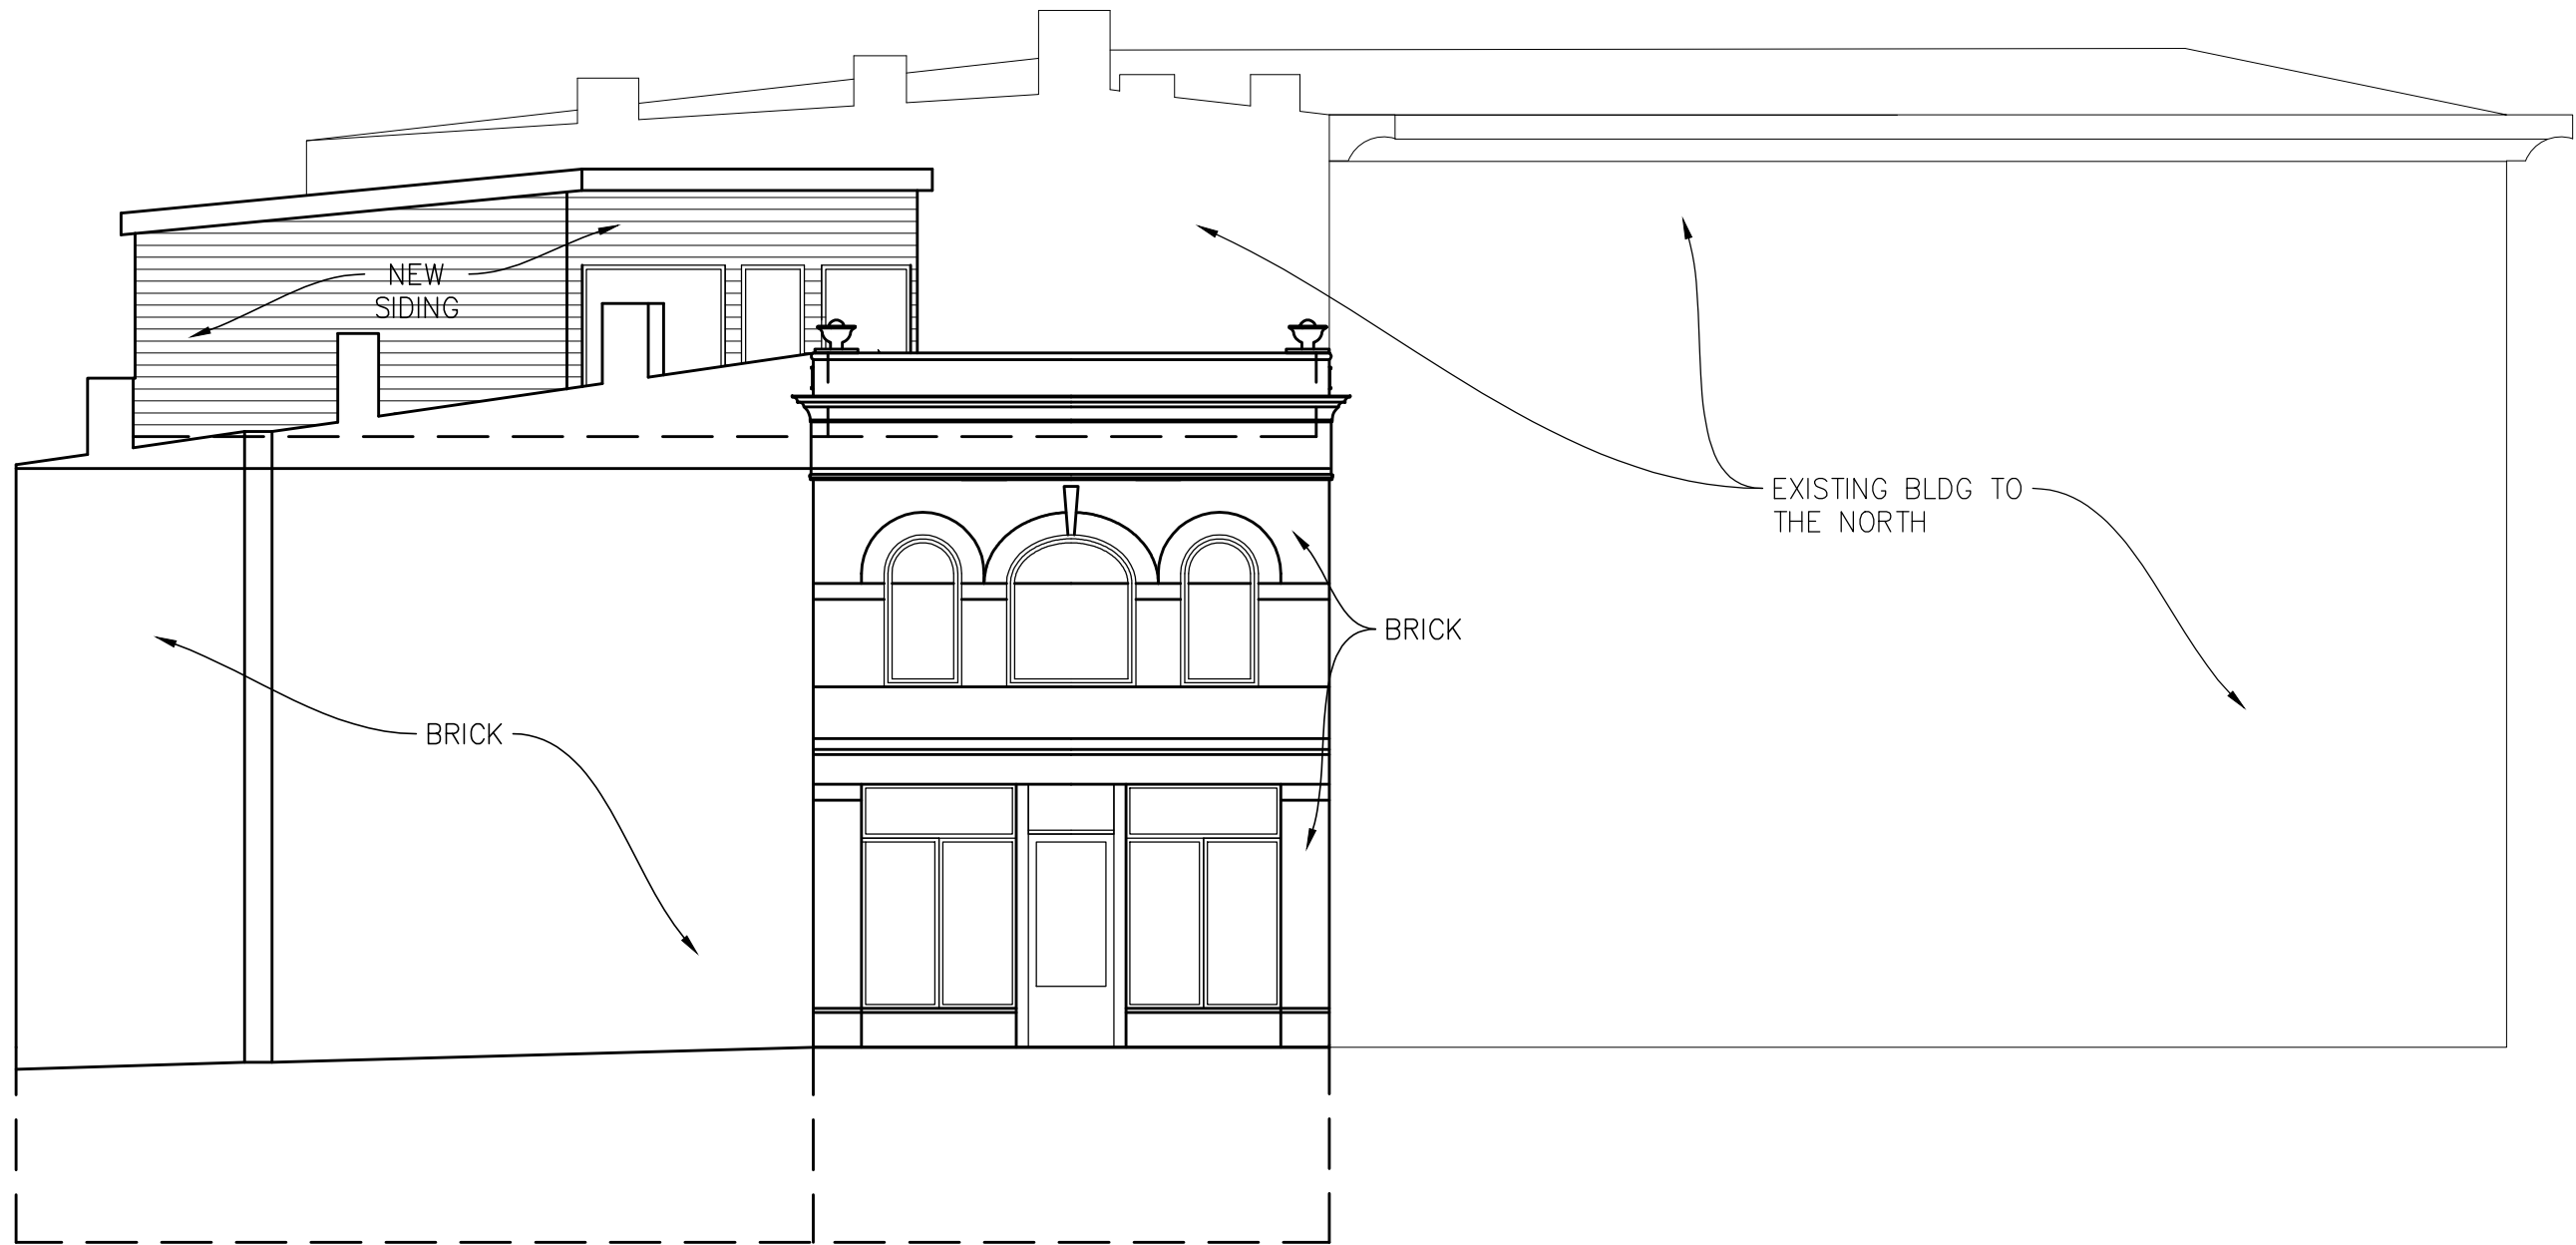 NEW
SIDING
EXISTING BLDG TO
THE NORTH
BRICK
BRICK